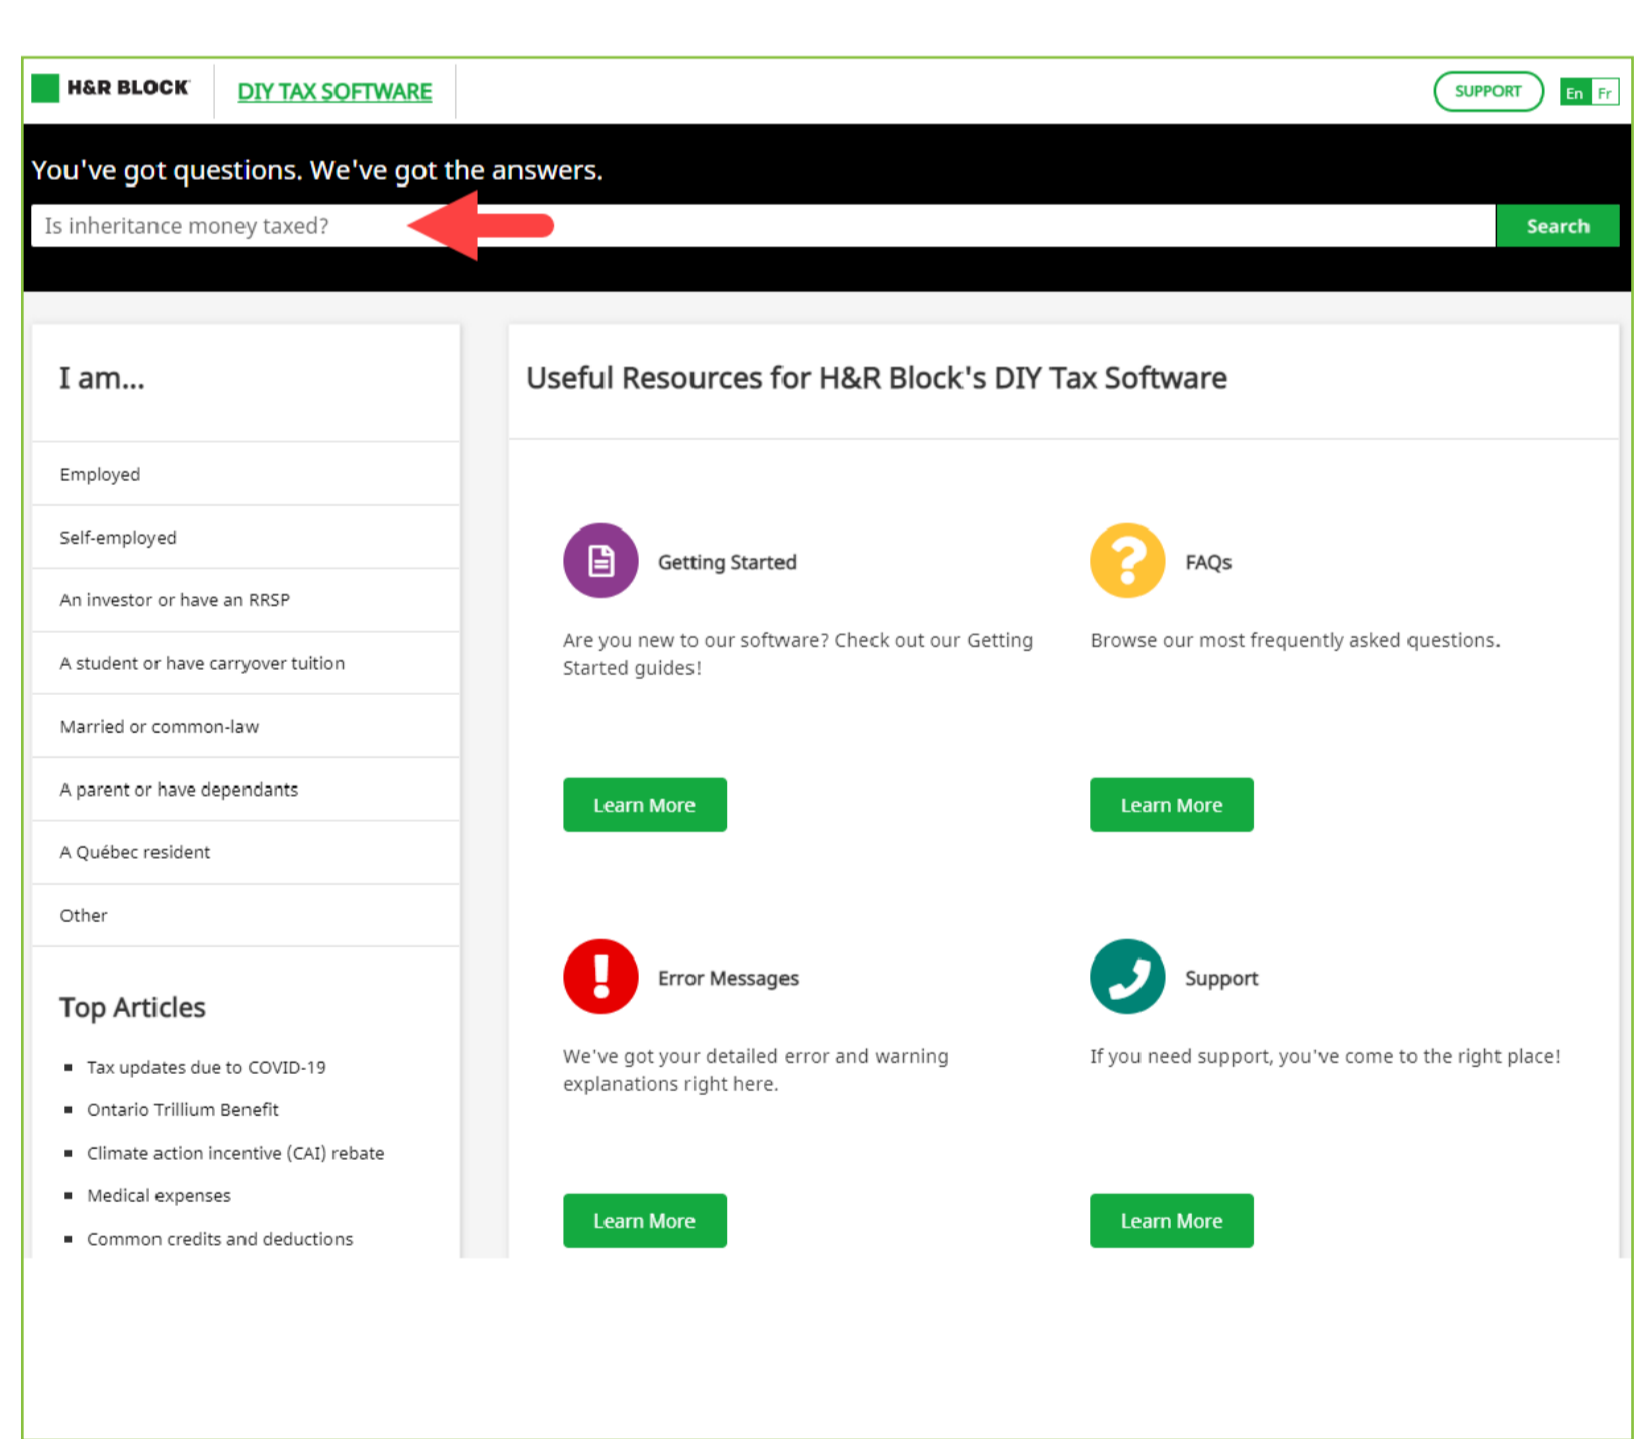 H&R BLOCK
DIY TAX SOFTWARE
SUPPORT
En Fr
You've got questions. We've got the answers.
Is inheritance money taxed?
Search
I am...
Employed
Self-employed
An investor or have an RRSP
A student or have carryover tuition
Married or common-law
A parent or have dependants
A Québec resident
Other
Top Articles
Tax updates due to COVID-19
Ontario Trillium Benefit
Climate action incentive (CAI) rebate
Medical expenses
Common credits and deductions
Useful Resources for H&R Block's DIY Tax Software
Getting Started
Are you new to our software? Check out our Getting
Started guides!
Learn More
FAQs
Browse our most frequently asked questions.
Learn More
Error Messages
We've got your detailed error and warning
explanations right here.
Learn More
Support
If you need support, you've come to the right place!
Learn More